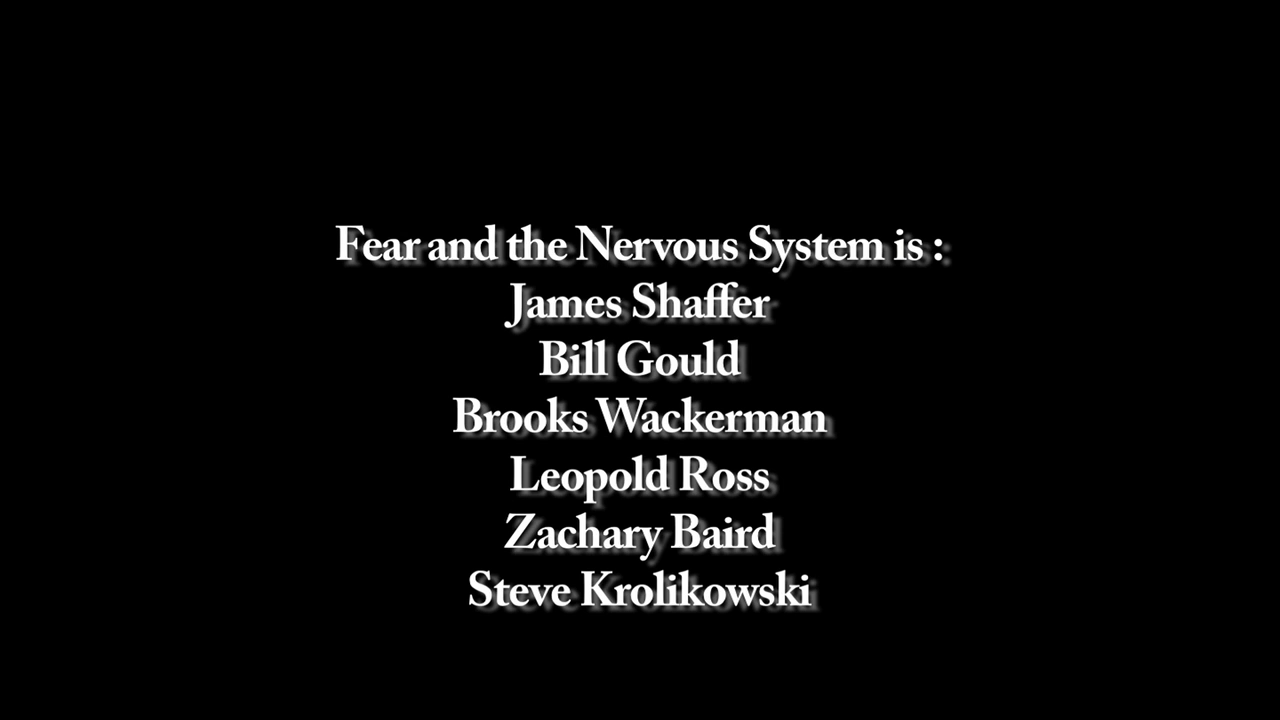 Fear and the Nervous System is :
James Shaffer
Bill Gould
Brooks Wackerman
Leopold Ross
Zachary Baird
Steve Krolikowski